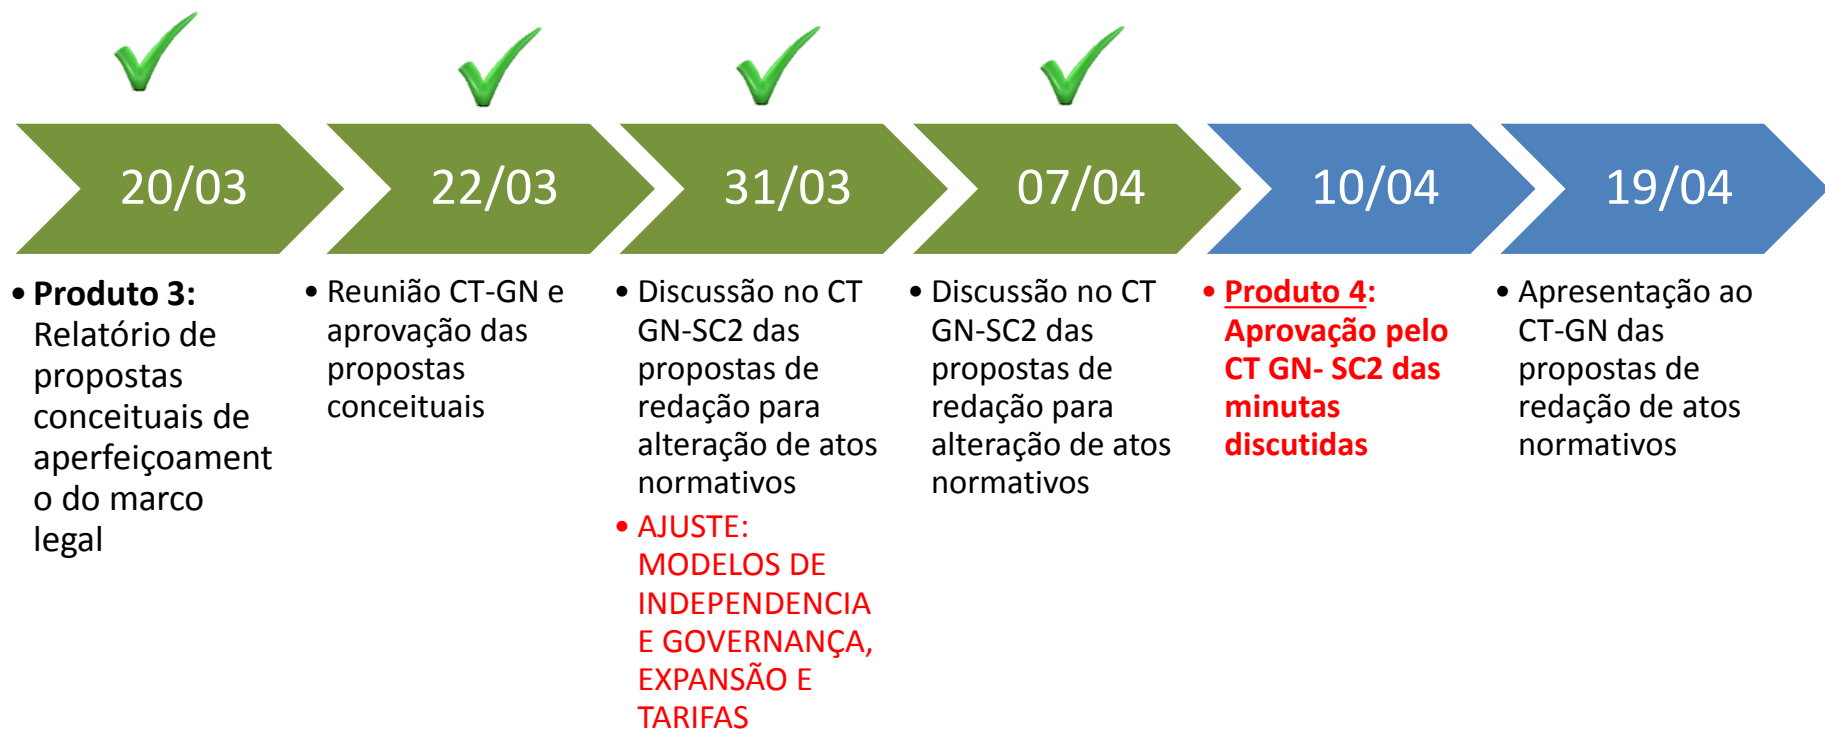 20/03
22/03
31/03
07/04
10/04
19/04
• Produto 3:
Relatório de
propostas
conceituais de
aperfeiçoament
o do marco
legal
• Reunião CT-GN e
aprovação das
propostas
conceituais
• Discussão no CT
GN-SC2 das
propostas de
redação para
alteração de atos
normativos
• AJUSTE:
MODELOS DE
INDEPENDENCIA
E GOVERNANÇA,
EXPANSÃO E
TARIFAS
• Discussão no CT
GN-SC2 das
propostas de
redação para
alteração de atos
normativos
• Produto 4:
Aprovação pelo
CT GN- SC2 das
minutas
discutidas
• Apresentação ao
CT-GN das
propostas de
redação de atos
normativos